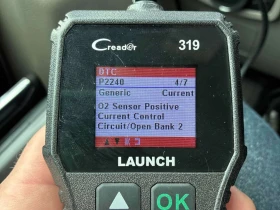 Creader 319
DTC
P2240 4/7
Generic Current
O2 Sensor Positive
Current Control
Circuit/Open Bank 2
LAUNCH
OK